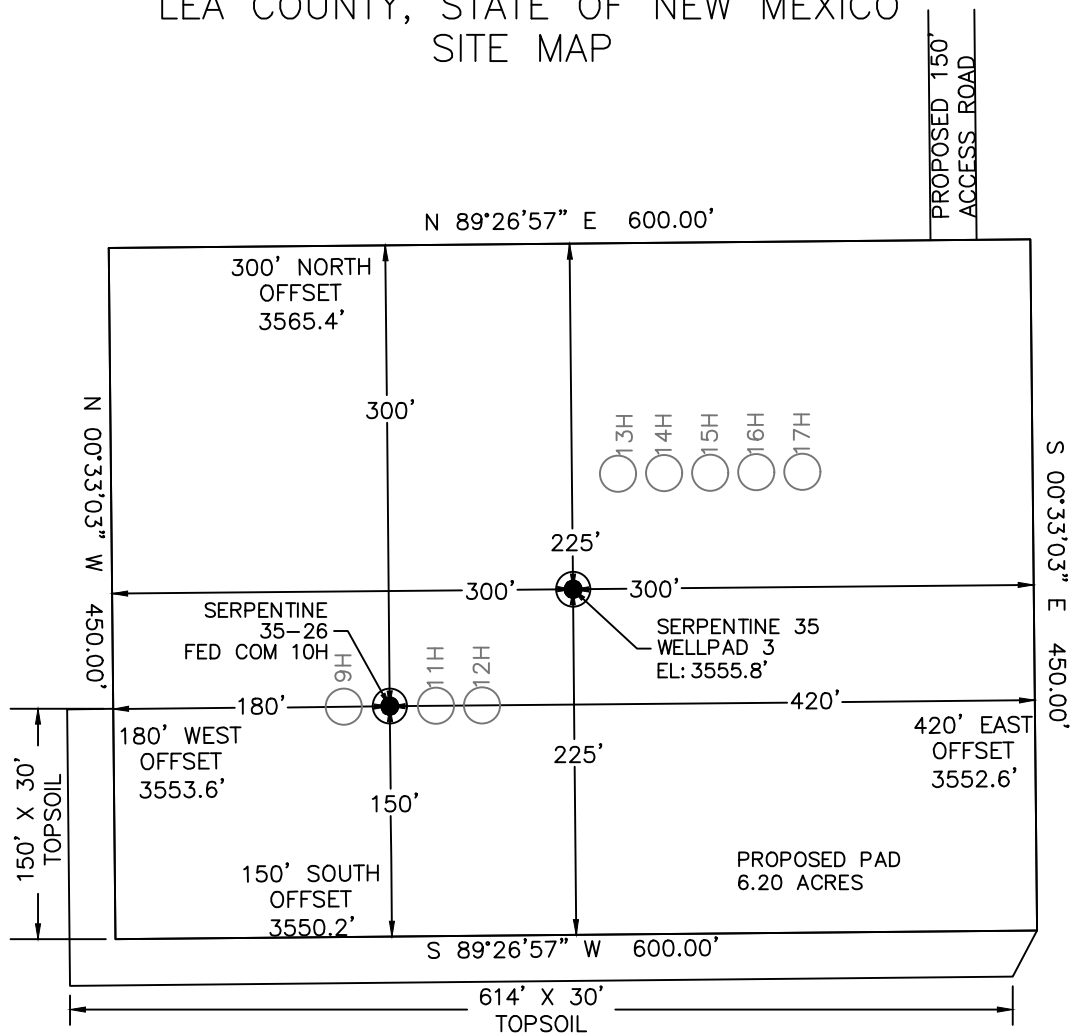 LEA COUNTY, STATE OF NEW MEXICO
SITE MAP
PROPOSED 150'
ACCESS ROAD
N 89°26'57" E 600.00'
300' NORTH
OFFSET
3565.4'
300'
N 00°33'03" W 450.00'
13H
14H
15H
16H
17H
S 00°33'03" E 450.00'
225'
300'
300'
SERPENTINE
35-26
FED COM 10H
SERPENTINE 35
WELLPAD 3
EL: 3555.8'
9H
11H
12H
180'
420'
180' WEST
OFFSET
3553.6'
225'
420' EAST
OFFSET
3552.6'
150' X 30'
TOPSOIL
150'
150' SOUTH
OFFSET
3550.2'
PROPOSED PAD
6.20 ACRES
S 89°26'57" W 600.00'
614' X 30'
TOPSOIL